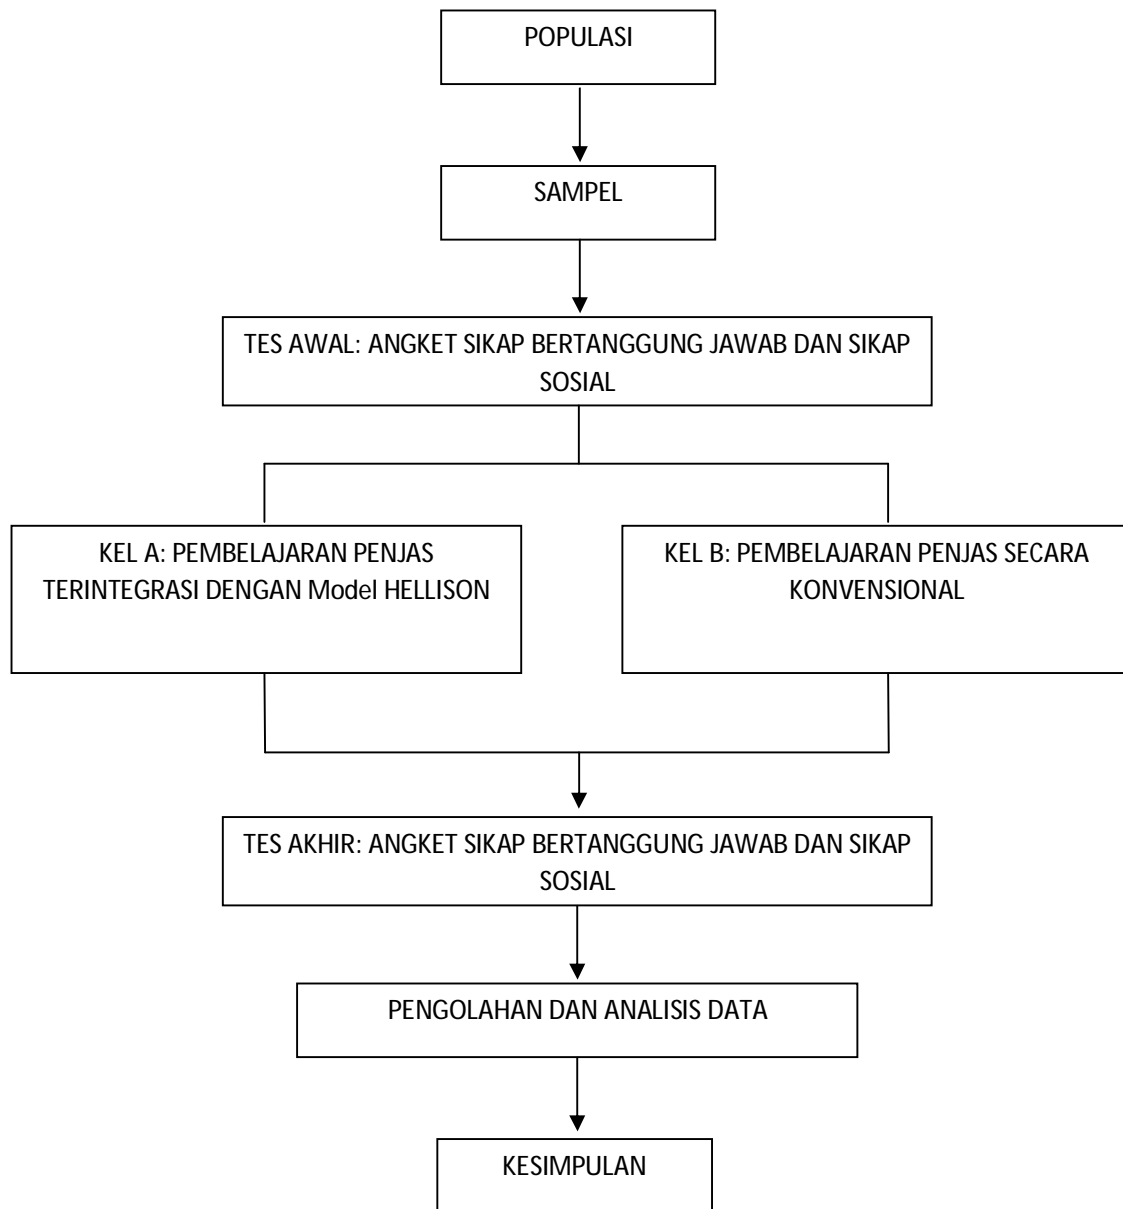 POPULASI
SAMPEL
TES AWAL: ANGKET SIKAP BERTANGGUNG JAWAB DAN SIKAP
SOSIAL
KEL A: PEMBELAJARAN PENJAS
TERINTEGRASI DENGAN Model HELLISON
KEL B: PEMBELAJARAN PENJAS SECARA
KONVENSIONAL
TES AKHIR: ANGKET SIKAP BERTANGGUNG JAWAB DAN SIKAP
SOSIAL
PENGOLAHAN DAN ANALISIS DATA
KESIMPULAN